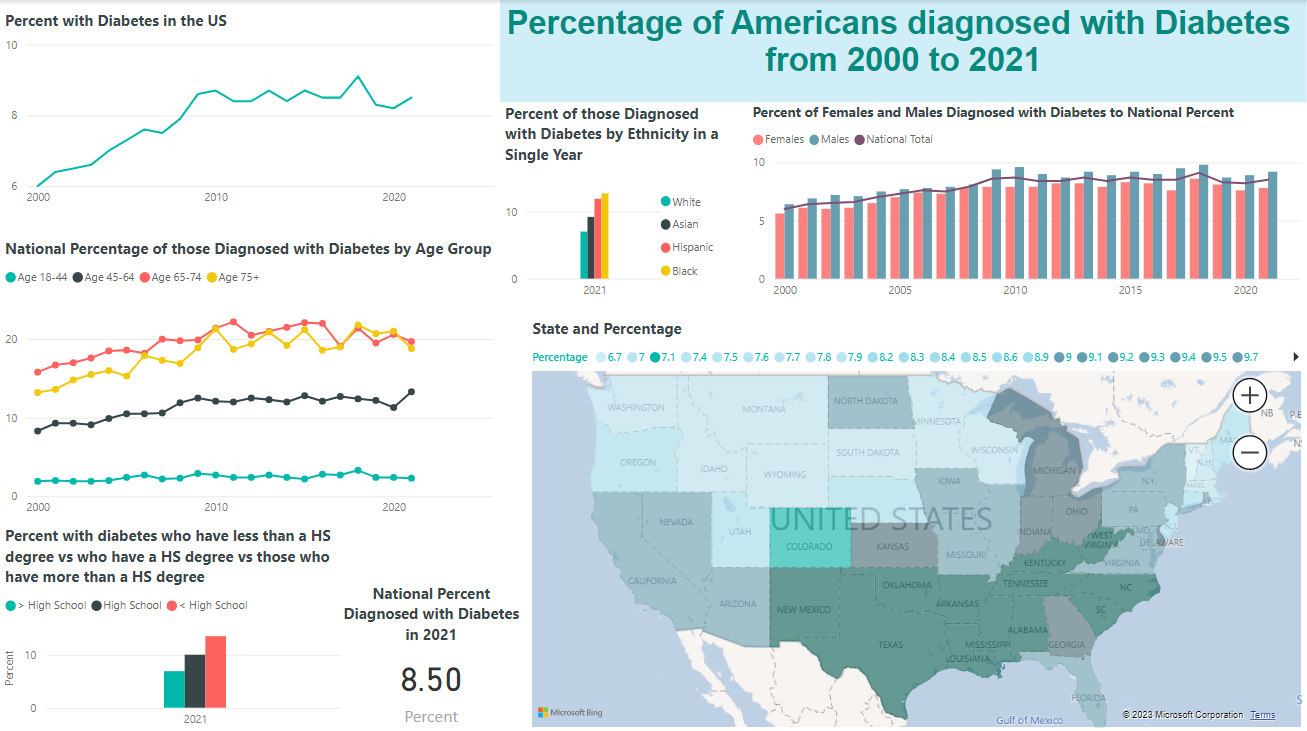 Percent with Diabetes in the US
10
8
6
2000
2010
2020
Percentage of Americans diagnosed with Diabetes
from 2000 to 2021
National Percentage of those Diagnosed with Diabetes by Age Group
Age 18-44 Age 45-64 Age 65-74 Age 75+
20
10
0
2000
2010
2020
Percent of those Diagnosed
with Diabetes by Ethnicity in a
Single Year
10
0
2021
White
Asian
Hispanic
Black
Percent of Females and Males Diagnosed with Diabetes to National Percent
Females Males National Total
10
5
0
2000
2005
2010
2015
2020
Percent with diabetes who have less than a HS
degree vs who have a HS degree vs those who
have more than a HS degree
> High School High School < High School
Percent
10
0
2021
National Percent
Diagnosed with Diabetes
in 2021
8.50
Percent
State and Percentage
Percentage 6.7 7 7.1 7.4 7.5 7.6 7.7 7.8 7.9 8.2 8.3 8.4 8.5 8.6 8.9 9 9.1 9.2 9.3 9.4 9.5 9.7
WASHINGTON
MONTANA
NORTH DAKOTA
MINNESOTA
OREGON
IDAHO
WYOMING
SOUTH DAKOTA
WISCONSIN
MICHIGAN
VT.
N.H.
MASS.
N.Y.
NB
IOWA
NEVADA
UTAH
UNITED STATES
COLORADO
KANSAS
MISSOURI
INDIANA
OHIO
PA
N.J.
MD
DELAWARE
WEST
VIRGINIA
VIRGINIA
KENTUCKY
CALIFORNIA
ARIZONA
NEW MEXICO
OKLAHOMA
ARKANSAS
TENNESSEE
NC
SC
TEXAS
LOUISIANA
MISSISSIPPI
ALABAMA
GEORGIA
FLORIDA
Gulf of Mexico
Microsoft Bing
© 2023 Microsoft Corporation Terms